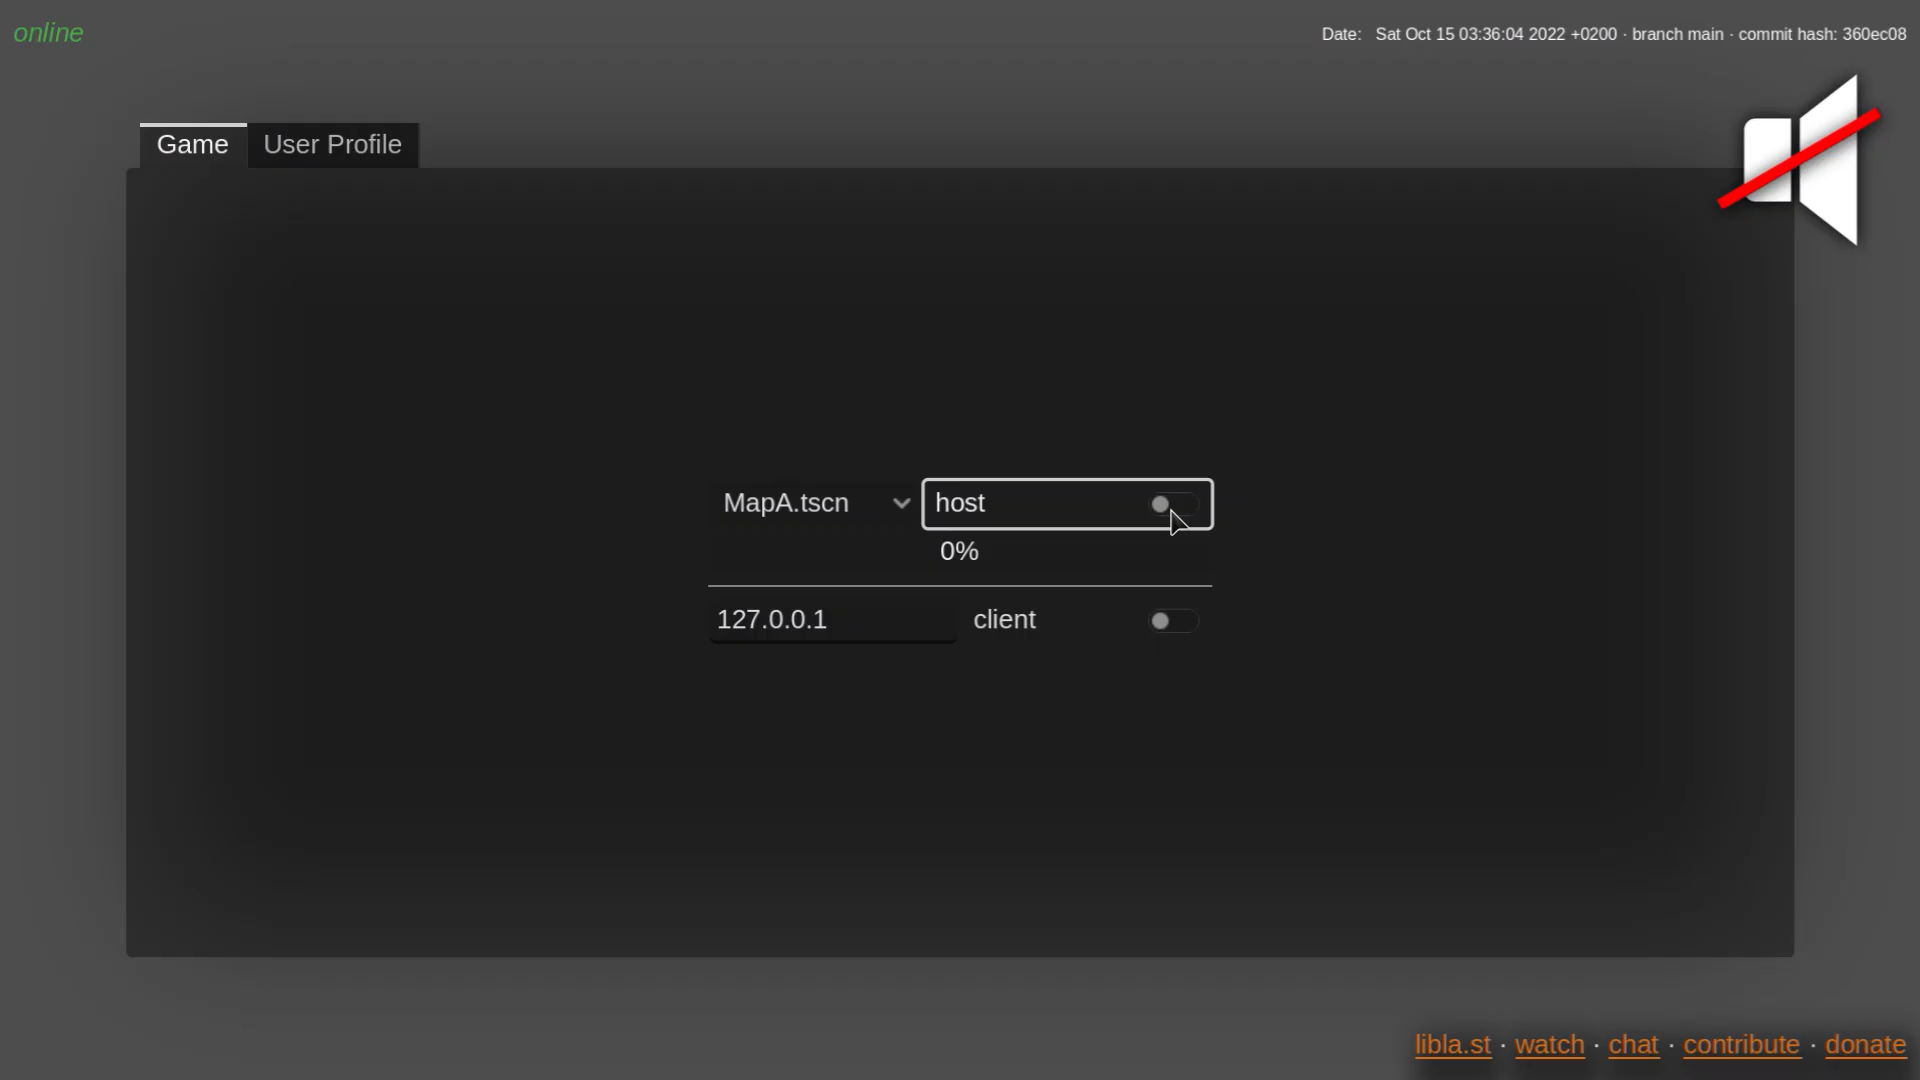 online
Date:   Sat Oct 15 03:36:04 2022 +0200 · branch main · commit hash: 360ec08
Game
User Profile
MapA.tscn
host
0%
127.0.0.1
client
libla.st · watch · chat · contribute · donate